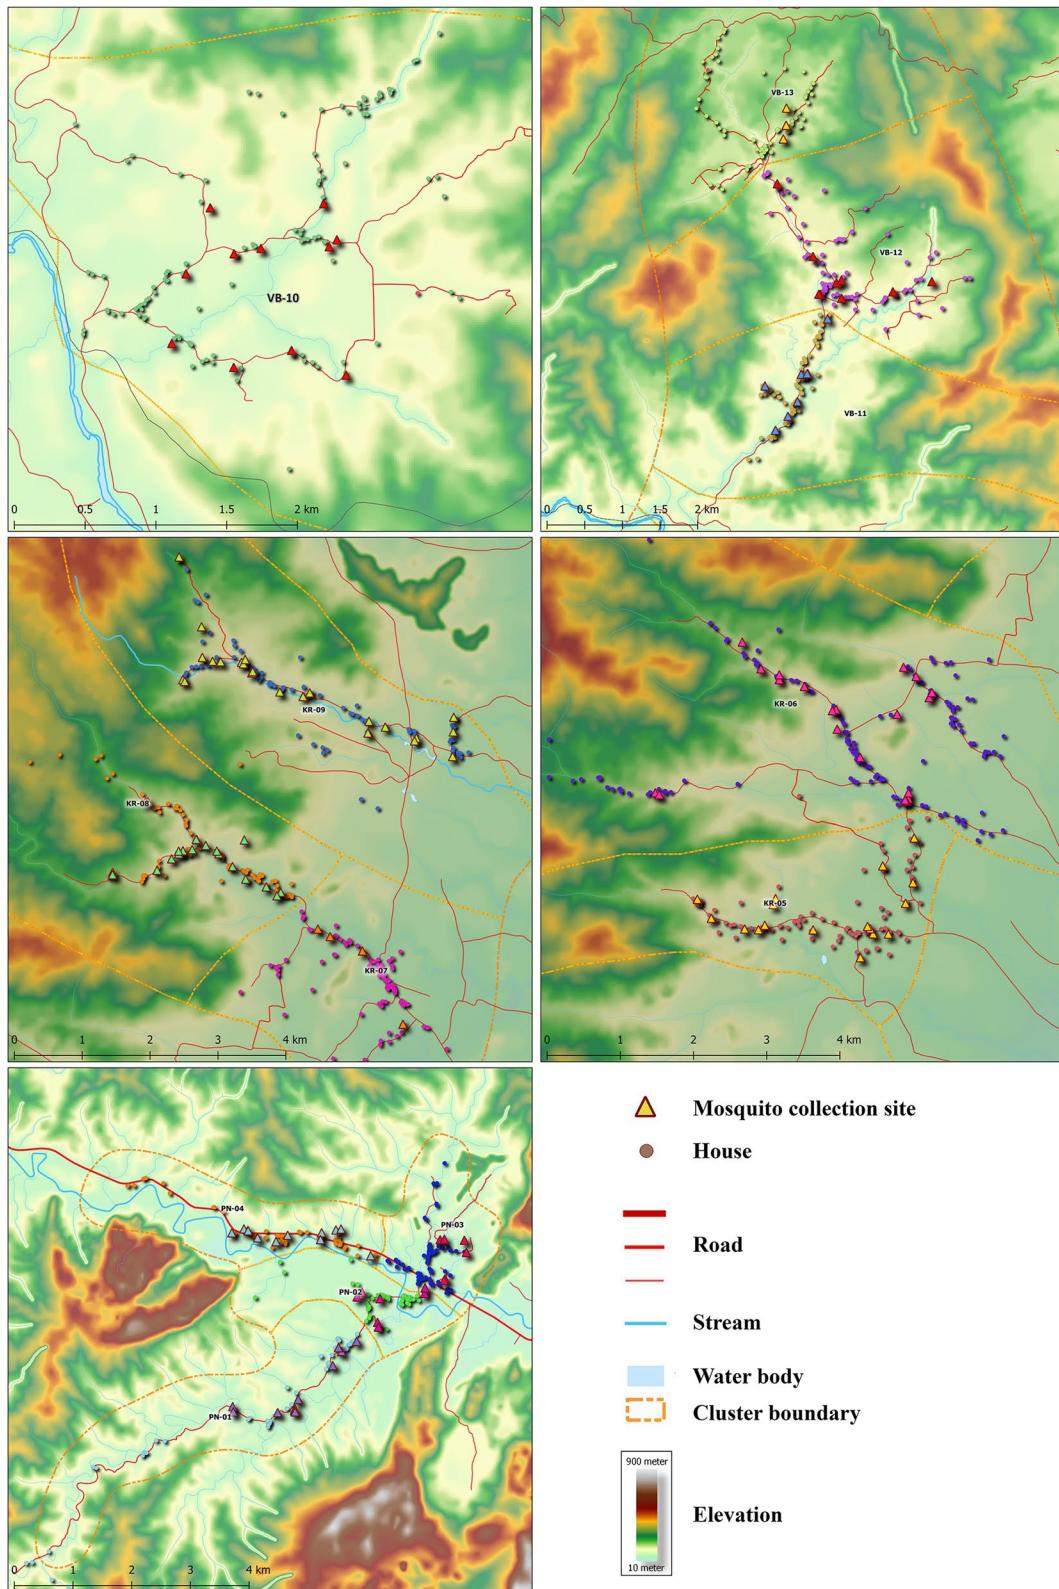 VB-10
0 0.5 1 1.5 2 km
VB-13
VB-12
VB-11
0 0.5 1 1.5 2 km
KR-09
KR-08
KR-07
0 1 2 3 4 km
KR-06
KR-05
0 1 2 3 4 km
PN-04
PN-03
PN-02
PN-01
0 1 2 3 4 km
Mosquito collection site
House
Road
Stream
Water body
Cluster boundary
900 meter
Elevation
10 meter